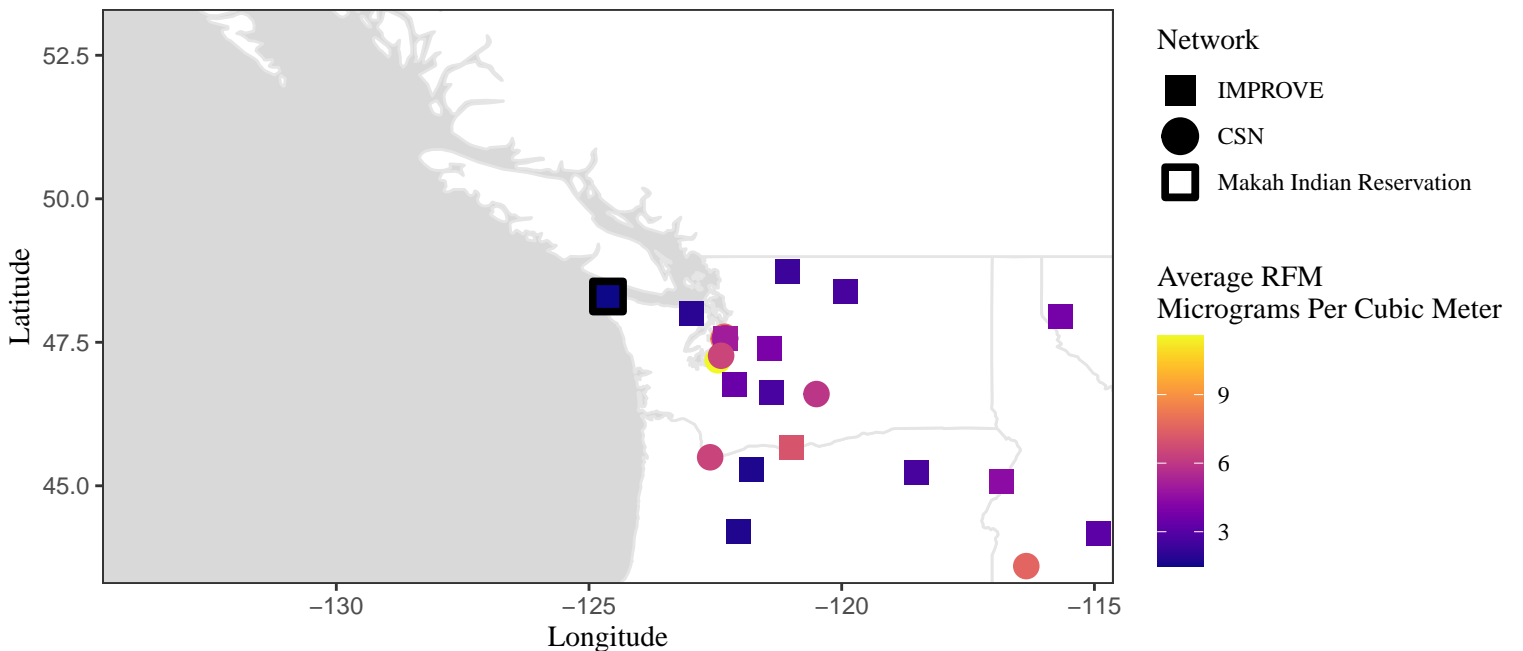 52.5
50.0
47.5
45.0
Latitude
−130
−125
−120
−115
Longitude
Network
IMPROVE
CSN
Makah Indian Reservation
Average RFM
Micrograms Per Cubic Meter
9
6
3